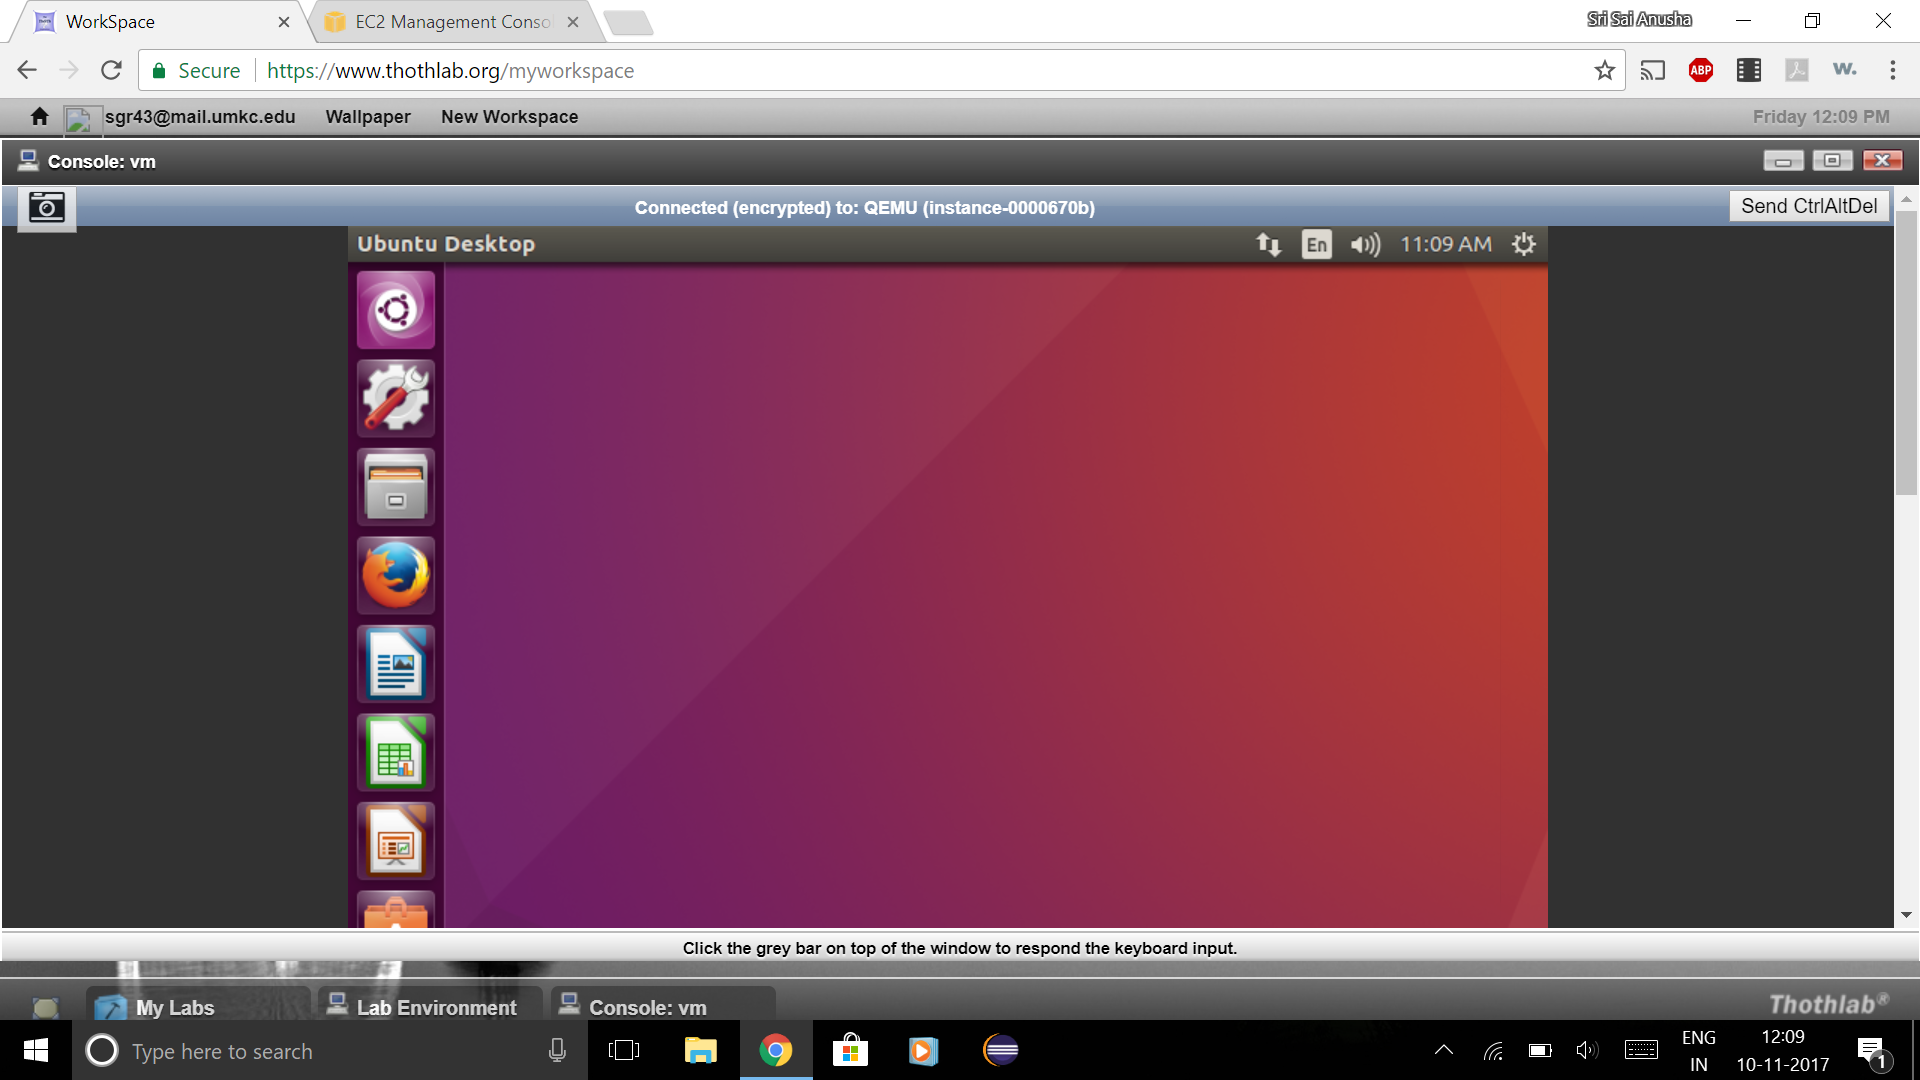 WorkSpace
EC2 Management Conso
Sri Sai Anusha
Secure
https://www.thothlab.org/myworkspace
ABP
w.
sgr43@mail.umkc.edu
Wallpaper
New Workspace
Friday 12:09 PM
Console: vm
Connected (encrypted) to: QEMU (instance-0000670b)
Send CtrlAltDel
Ubuntu Desktop
En
11:09 AM
Click the grey bar on top of the window to respond the keyboard input.
My Labs
Lab Environment
Console: vm
Thothlab®
Type here to search
ENG
IN
12:09
10-11-2017
1